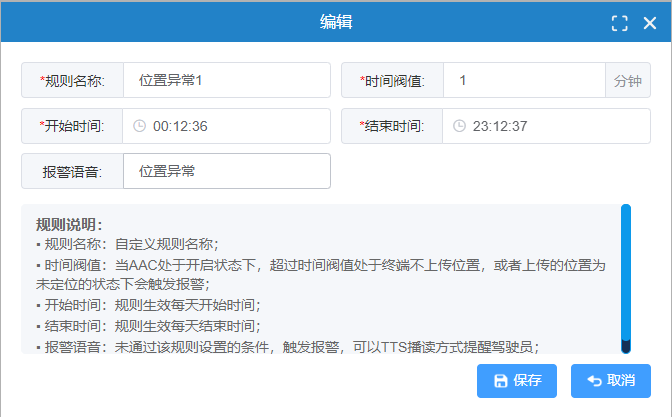 编辑
*规则名称: 位置异常1 *时间阀值: 1 分钟
*开始时间: 00:12:36 *结束时间: 23:12:37
报警语音: 位置异常
规则说明：
▪ 规则名称：自定义规则名称；
▪ 时间阀值：当AAC处于开启状态下，超过时间阀值处于终端不上传位置，或者上传的位置为
未定位的状态下会触发报警；
▪ 开始时间：规则生效每天开始时间；
▪ 结束时间：规则生效每天结束时间；
▪ 报警语音：未通过该规则设置的条件，触发报警，可以TTS播读方式提醒驾驶员；
保存 取消